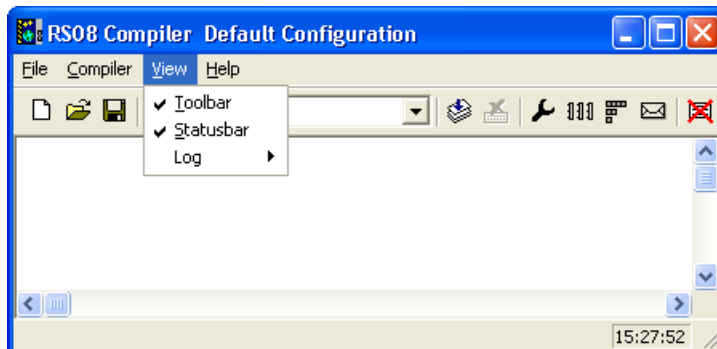 RS08 Compiler  Default Configuration
File Compiler View Help
Toolbar
Statusbar
Log
15:27:52